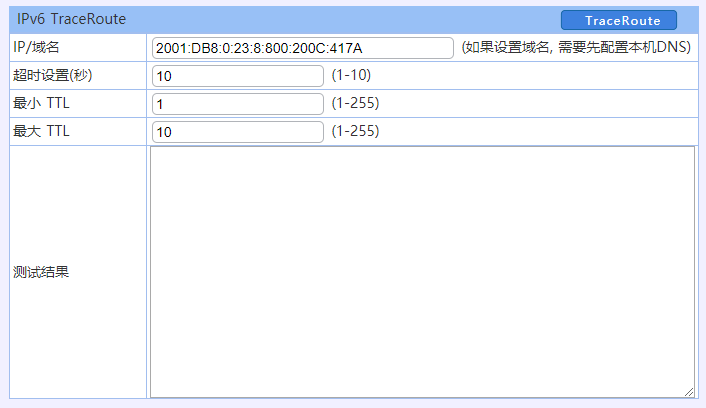 IPv6 TraceRoute TraceRoute
IP/域名 2001:DB8:0:23:8:800:200C:417A (如果设置域名, 需要先配置本机DNS)
超时设置(秒) 10 (1-10)
最小 TTL 1 (1-255)
最大 TTL 10 (1-255)
测试结果